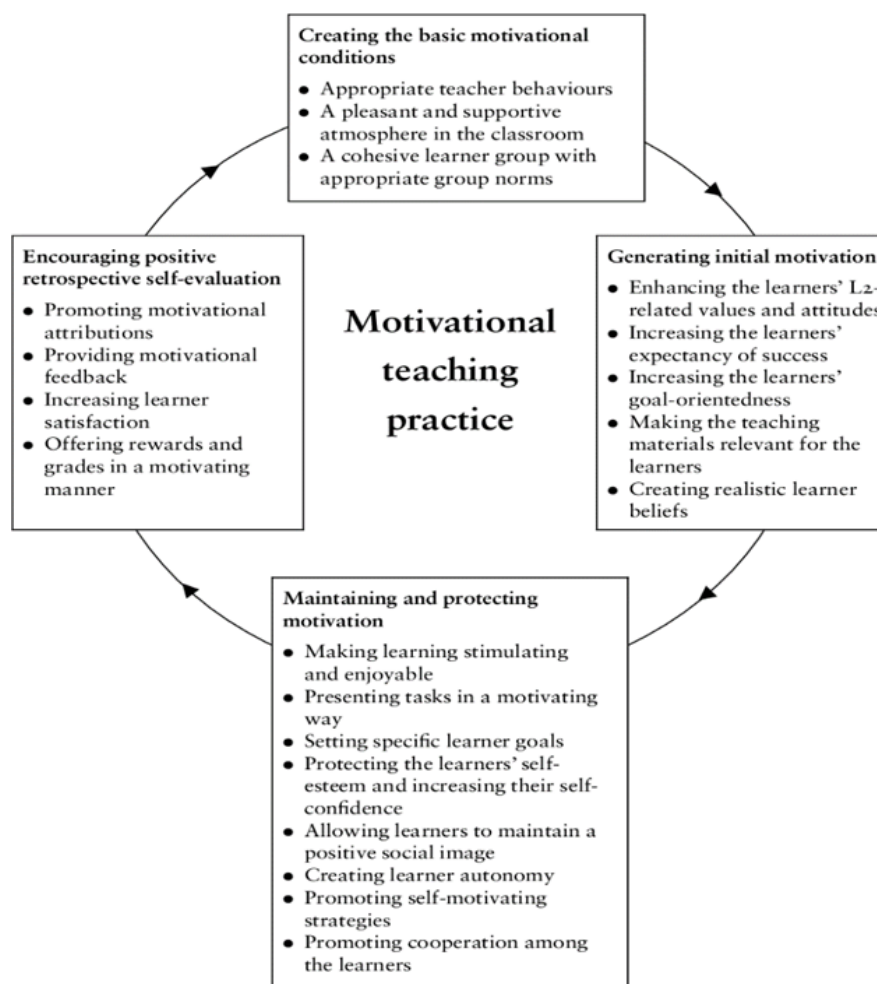 Creating the basic motivational
conditions
● Appropriate teacher behaviours
● A pleasant and supportive
atmosphere in the classroom
● A cohesive learner group with
appropriate group norms
Generating initial motivation
● Enhancing the learners’ L2-
related values and attitudes
● Increasing the learners’
expectancy of success
● Increasing the learners’
goal-orientedness
● Making the teaching
materials relevant for the
learners
● Creating realistic learner
beliefs
Maintaining and protecting
motivation
● Making learning stimulating
and enjoyable
● Presenting tasks in a motivating
way
● Setting specific learner goals
● Protecting the learners’ self-
esteem and increasing their self-
confidence
● Allowing learners to maintain a
positive social image
● Creating learner autonomy
● Promoting self-motivating
strategies
● Promoting cooperation among
the learners
Encouraging positive
retrospective self-evaluation
● Promoting motivational
attributions
● Providing motivational
feedback
● Increasing learner
satisfaction
● Offering rewards and
grades in a motivating
manner
Motivational
teaching
practice